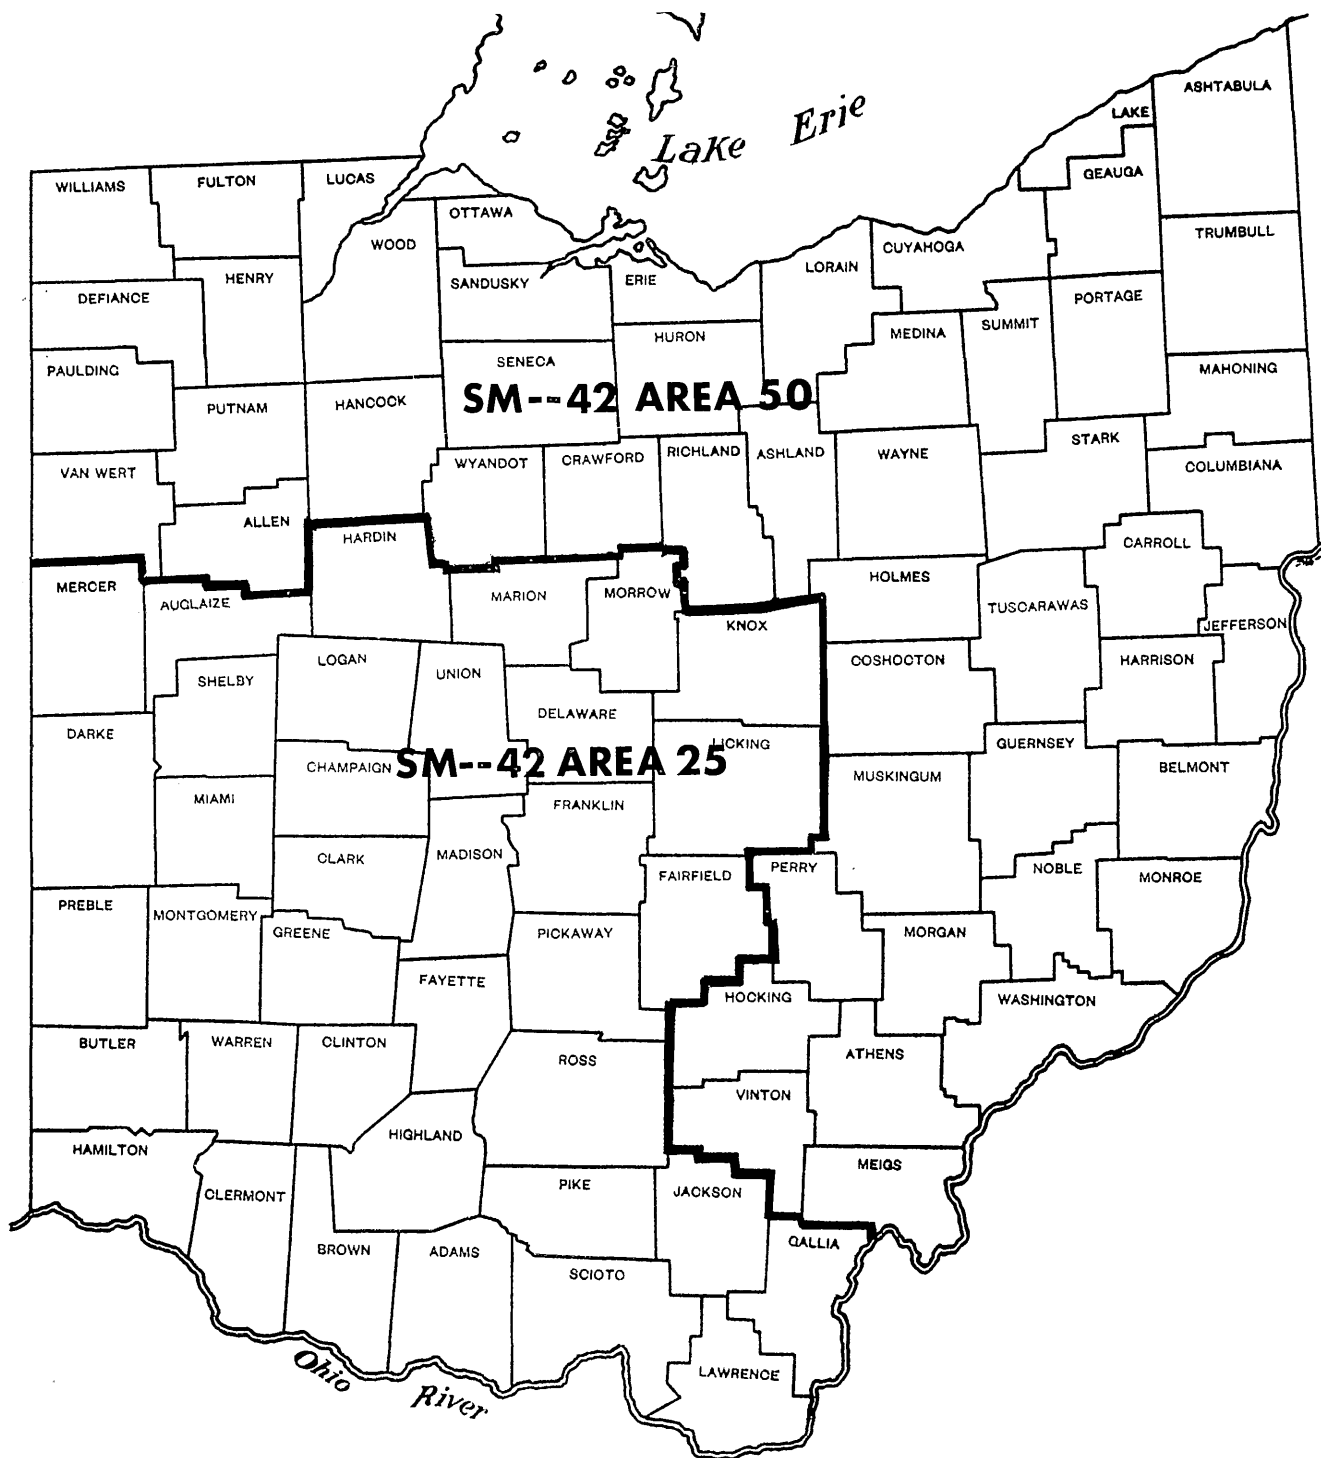 Lake Erie
ASHTABULA
LAKE
GEAUGA
WILLIAMS
FULTON
LUCAS
OTTAWA
WOOD
CUYAHOGA
TRUMBULL
LORAIN
HENRY
SANDUSKY
ERIE
DEFIANCE
PORTAGE
SUMMIT
MEDINA
HURON
SENECA
PAULDING
MAHONING
SM--42 AREA 50
PUTNAM
HANCOCK
STARK
VAN WERT
WYANDOT
CRAWFORD
RICHLAND
ASHLAND
WAYNE
COLUMBIANA
ALLEN
HARDIN
CARROLL
MERCER
AUGLAIZE
MARION
MORROW
HOLMES
TUSCARAWAS
KNOX
JEFFERSON
LOGAN
UNION
COSHOCTON
HARRISON
SHELBY
DELAWARE
DARKE
LICKING
GUERNSEY
CHAMPAIGN
SM--42 AREA 25
MUSKINGUM
BELMONT
MIAMI
FRANKLIN
CLARK
MADISON
FAIRFIELD
PERRY
NOBLE
MONROE
PREBLE
MONTGOMERY
GREENE
PICKAWAY
MORGAN
FAYETTE
HOCKING
WASHINGTON
BUTLER
WARREN
CLINTON
ROSS
ATHENS
VINTON
HAMILTON
HIGHLAND
MEIGS
CLERMONT
PIKE
JACKSON
BROWN
ADAMS
GALLIA
SCIOTO
LAWRENCE
Ohio River